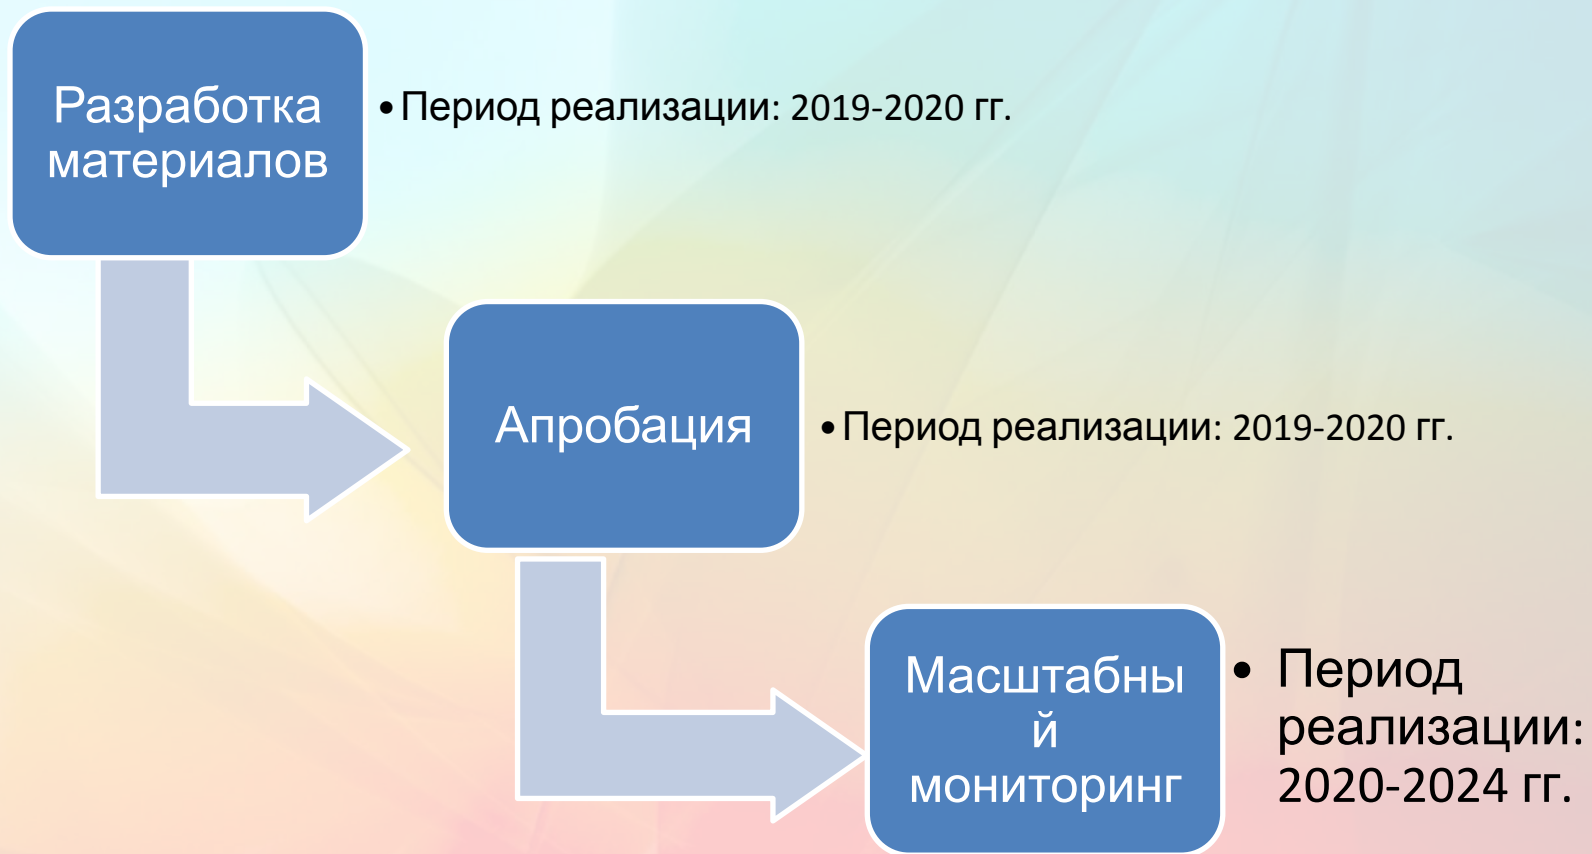 Разработка
материалов
• Период реализации: 2019-2020 гг.
Апробация
• Период реализации: 2019-2020 гг.
Масштабны
й
мониторинг
• Период
реализации:
2020-2024 гг.